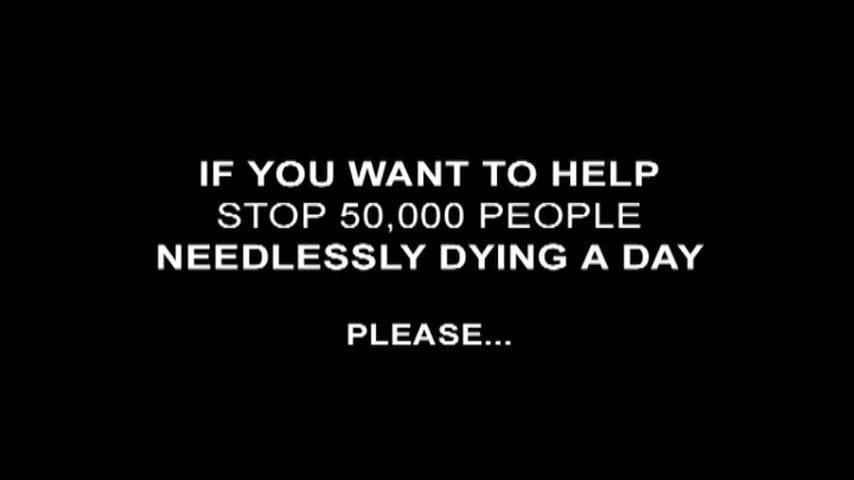 IF YOU WANT TO HELP
STOP 50,000 PEOPLE
NEEDLESSLY DYING A DAY
PLEASE...